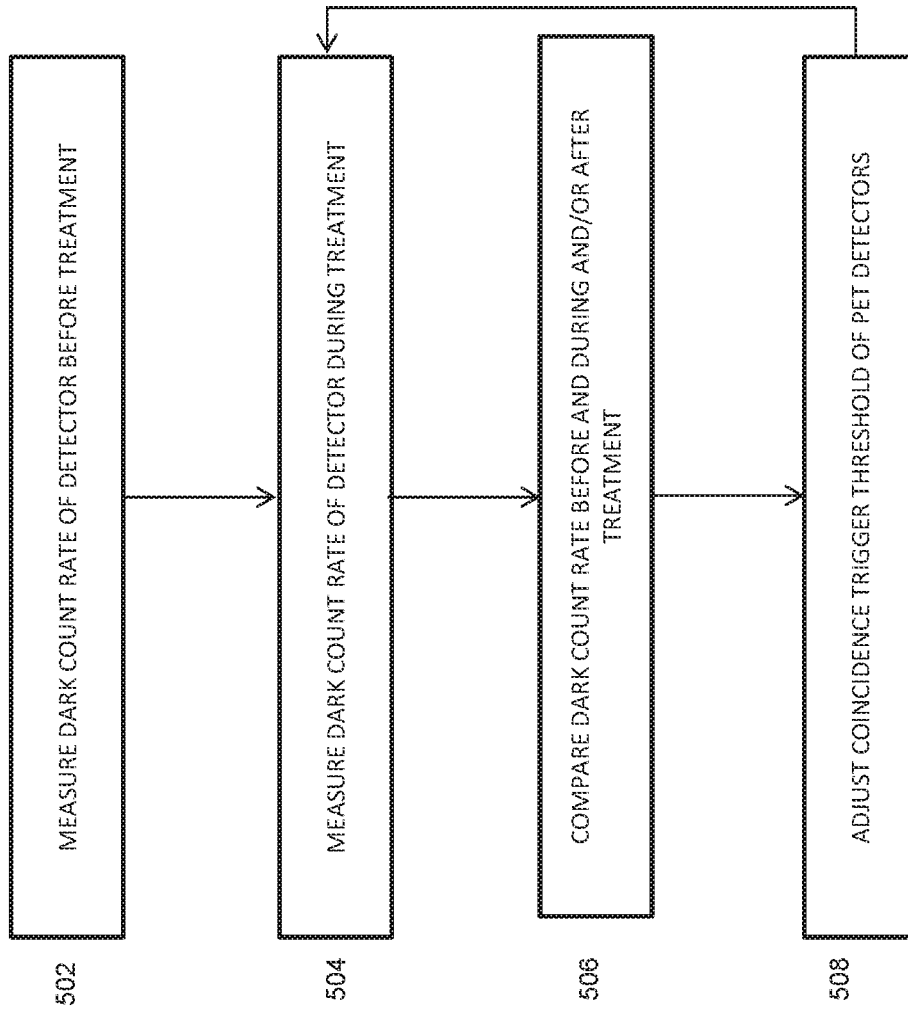 502
MEASURE DARK COUNT RATE OF DETECTOR BEFORE TREATMENT
504
MEASURE DARK COUNT RATE OF DETECTOR DURING TREATMENT
506
COMPARE DARK COUNT RATE BEFORE AND DURING AND/OR AFTER
TREATMENT
508
ADJUST COINCIDENCE TRIGGER THRESHOLD OF PET DETECTORS